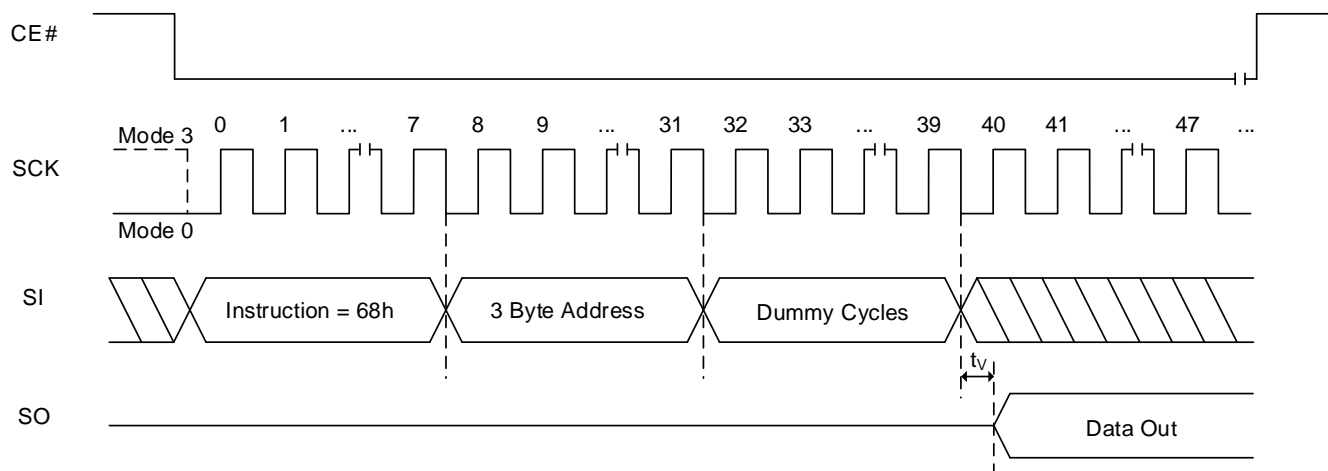 CE#
0 1 ... 7 8 9 ... 31 32 33 ... 39 40 41 ... 47 ...
Mode 3
SCK
Mode 0
SI
Instruction = 68h
3 Byte Address
Dummy Cycles
tV
SO
Data Out